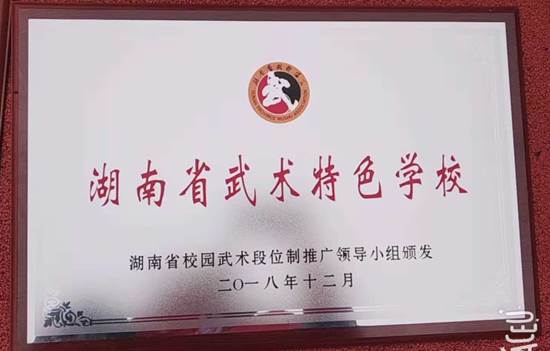 武
湖南省武术特色学校
湖南省校园武术段位制推广领导小组颁发
二〇一八年十二月